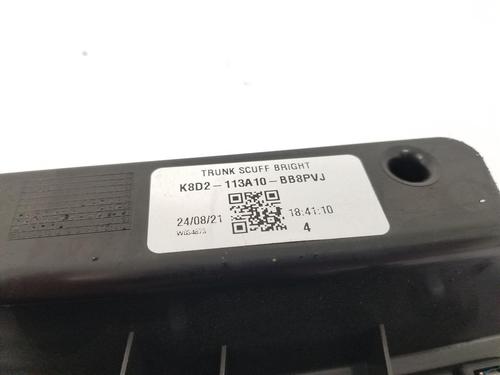 TRUNK SCUFF BRIGHT
K8D2-113A10-BB8PVJ
24/08/21 18:41:10
4